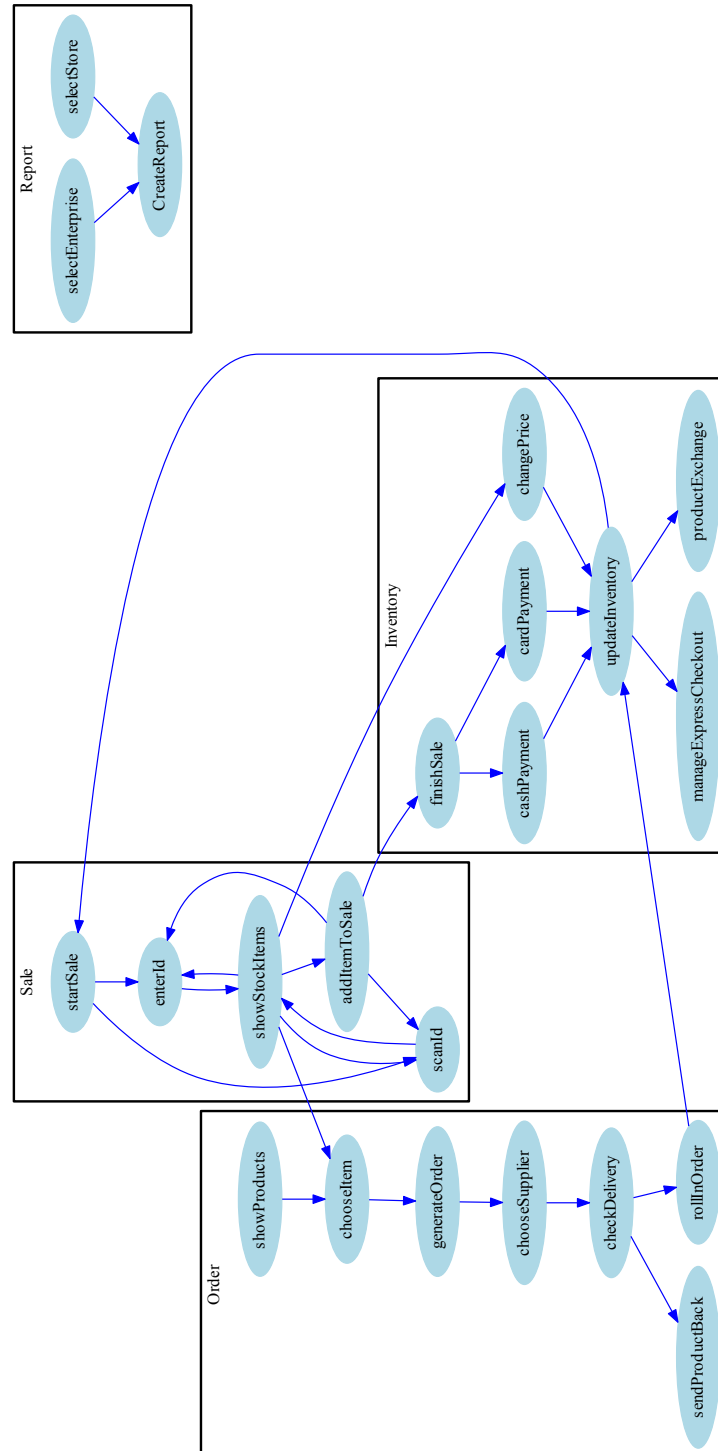 Order
showProducts
chooseItem
generateOrder
chooseSupplier
checkDelivery
sendProductBack
rollInOrder
Sale
startSale
enterId
showStockItems
addItemToSale
scanId
Inventory
finishSale
cashPayment
cardPayment
changePrice
updateInventory
manageExpressCheckout
productExchange
Report
selectEnterprise
selectStore
CreateReport